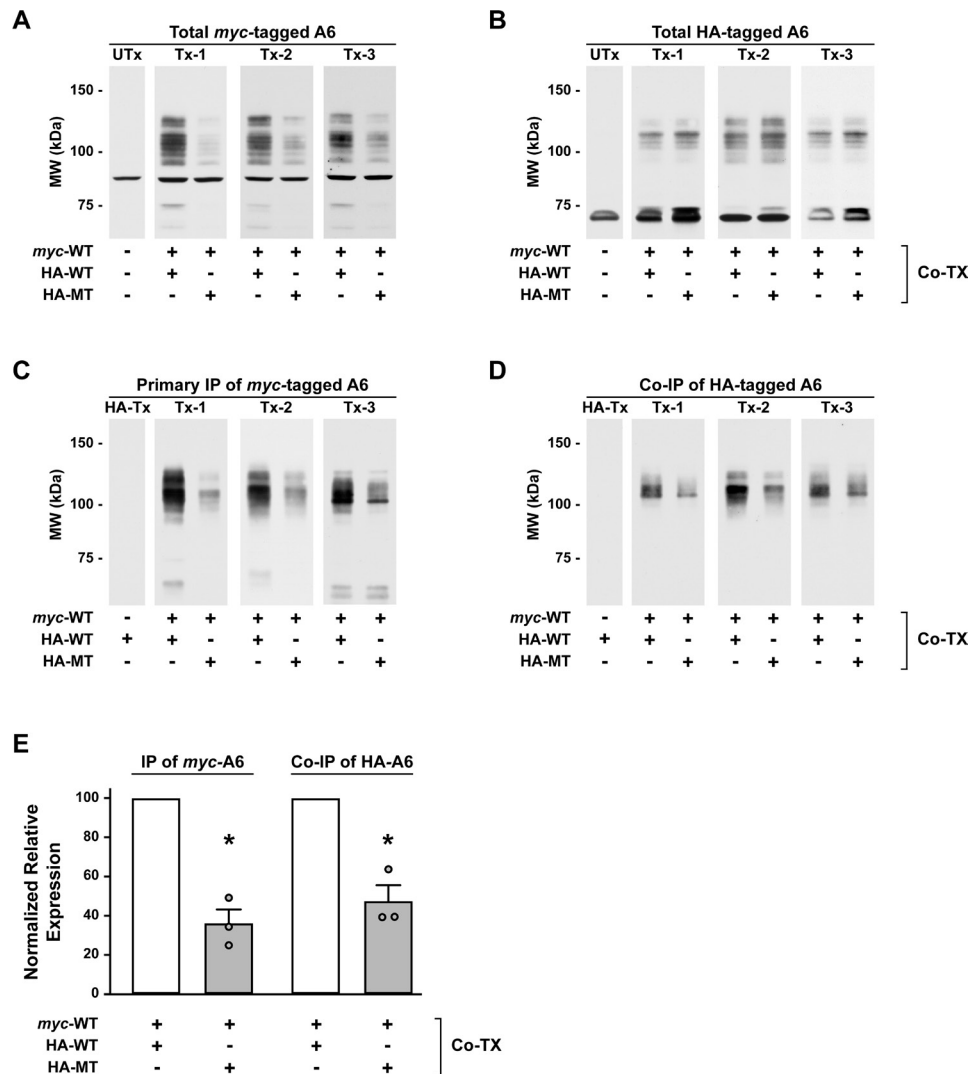 A
Total myc-tagged A6
UTx Tx-1 Tx-2 Tx-3
MW (kDa)
150 -
100 -
75 -
myc-WT - + + + + + +
HA-WT - + - + - + -
HA-MT - - + - + - +
B
Total HA-tagged A6
UTx Tx-1 Tx-2 Tx-3
MW (kDa)
150 -
100 -
75 -
myc-WT - + + + + + +
HA-WT - + - + - + -
HA-MT - - + - + - +
Co-TX
C
Primary IP of myc-tagged A6
HA-Tx Tx-1 Tx-2 Tx-3
MW (kDa)
150 -
100 -
75 -
myc-WT - + + + + + +
HA-WT + + - + - + -
HA-MT - - + - + - +
D
Co-IP of HA-tagged A6
HA-Tx Tx-1 Tx-2 Tx-3
MW (kDa)
150 -
100 -
75 -
myc-WT - + + + + + +
HA-WT + + - + - + -
HA-MT - - + - + - +
Co-TX
E
IP of myc-A6 Co-IP of HA-A6
Normalized Relative
Expression
100
80
60
40
20
0
* *
myc-WT + + + +
HA-WT + - + -
HA-MT - + - +
Co-TX